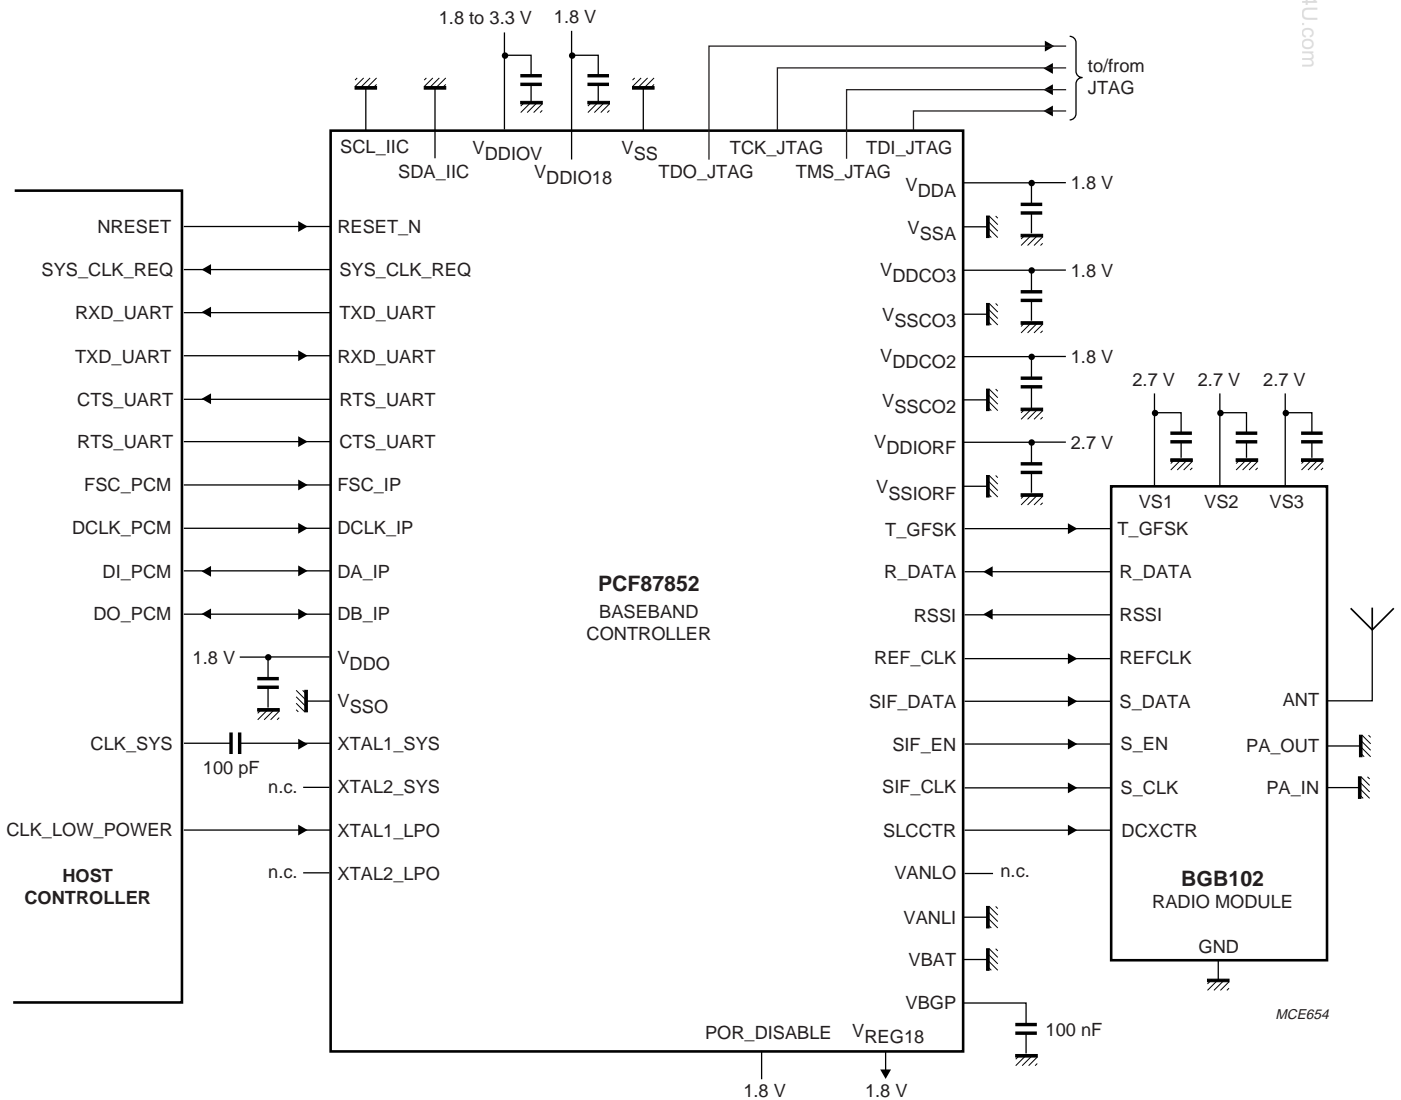 4U.com
1.8 to 3.3 V 1.8 V
to/from
JTAG
SCL_IIC VDDIOV VSS TCK_JTAG TDI_JTAG
SDA_IIC VDDIO18 TDO_JTAG TMS_JTAG
VDDA 1.8 V
NRESET RESET_N VSSA
SYS_CLK_REQ SYS_CLK_REQ VDDCO3 1.8 V
RXD_UART TXD_UART VSSCO3
TXD_UART RXD_UART VDDCO2 1.8 V
2.7 V 2.7 V 2.7 V
CTS_UART RTS_UART VSSCO2
RTS_UART CTS_UART VDDIORF 2.7 V
FSC_PCM FSC_IP VSSIORF
VS1 VS2 VS3
DCLK_PCM DCLK_IP T_GFSK T_GFSK
DI_PCM DA_IP R_DATA R_DATA
PCF87852
BASEBAND
CONTROLLER
DO_PCM DB_IP RSSI RSSI
1.8 V VDDO REF_CLK REFCLK
VSSO SIF_DATA S_DATA ANT
CLK_SYS 100 pF XTAL1_SYS SIF_EN S_EN PA_OUT
n.c. XTAL2_SYS SIF_CLK S_CLK PA_IN
CLK_LOW_POWER XTAL1_LPO SLCCTR DCXCTR
n.c. XTAL2_LPO VANLO n.c.
HOST
CONTROLLER
BGB102
RADIO MODULE
VANLI
GND
VBAT
VBGP
100 nF
MCE654
POR_DISABLE VREG18
1.8 V 1.8 V